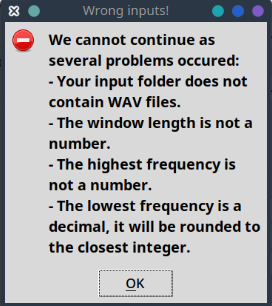 Wrong inputs!
We cannot continue as
several problems occured:
- Your input folder does not
contain WAV files.
- The window length is not a
number.
- The highest frequency is
not a number.
- The lowest frequency is a
decimal, it will be rounded to
the closest integer.
OK